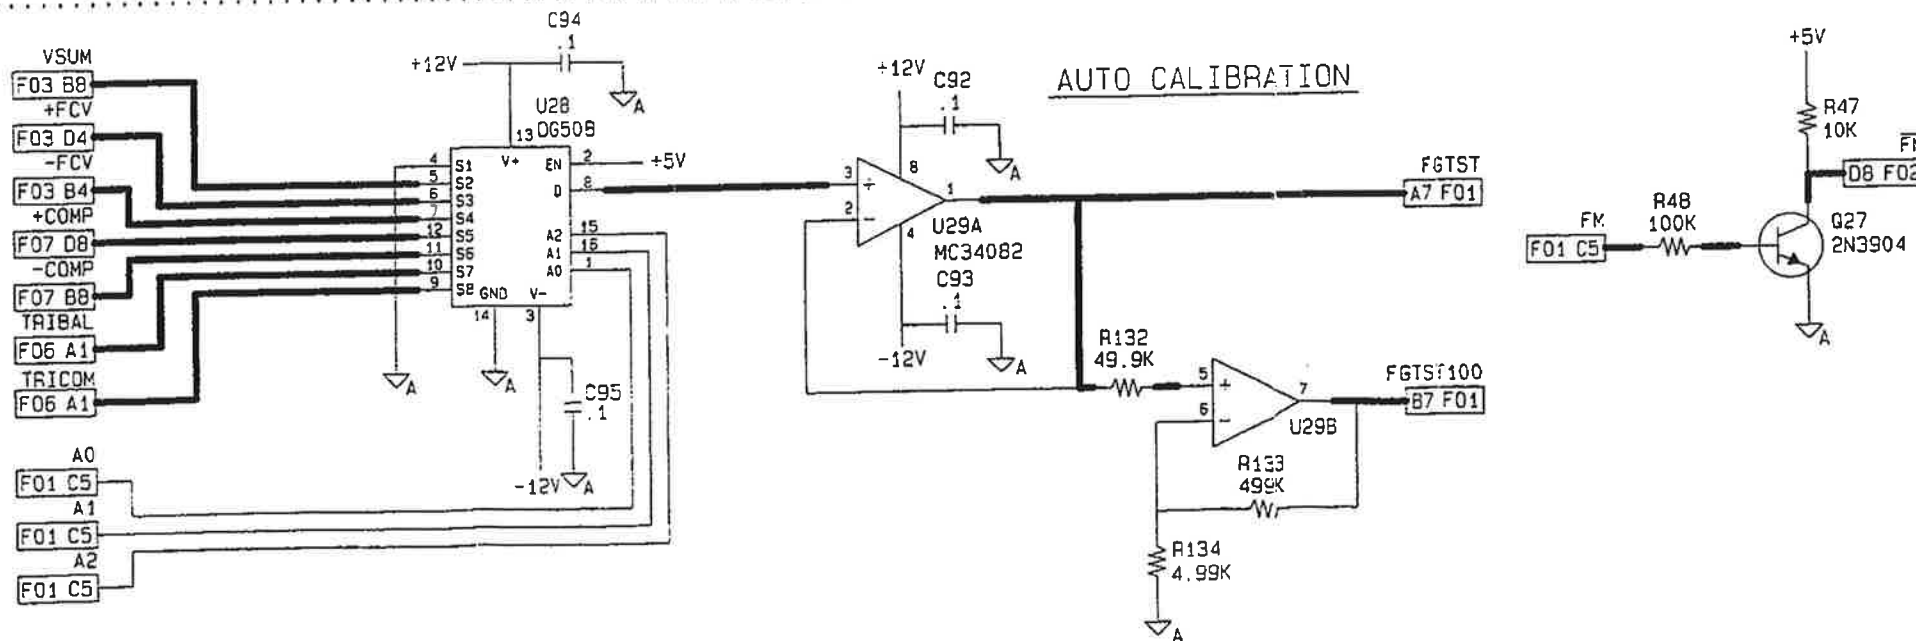 AUTO CALIBRATION
VSUM
F03 B8
+FCV
F03 D4
-FCV
F03 B4
+COMP
F07 D8
-COMP
F07 B8
TRIBAL
F06 A1
TRICOM
F06 A1
A0
F01 C5
A1
F01 C5
A2
F01 C5
C94
.1
+12V
A
U28
DG508
13
V+
4
S1
5
S2
6
S3
7
S4
12
S5
11
S6
10
S7
9
S8
EN
2
+5V
D
8
A2
15
A1
16
A0
1
GND
14
V-
3
A
A
C95
.1
-12V
A
+12V
C92
.1
A
3
+
2
-
8
1
4
U29A
MC34082
C93
.1
-12V
A
FGTST
A7 F01
R132
49.9K
5
+
6
-
7
U29B
FGTST100
B7 F01
R133
499K
R134
4.99K
A
+5V
R47
10K
D8 F02
FM
F01 C5
R48
100K
Q27
2N3904
A